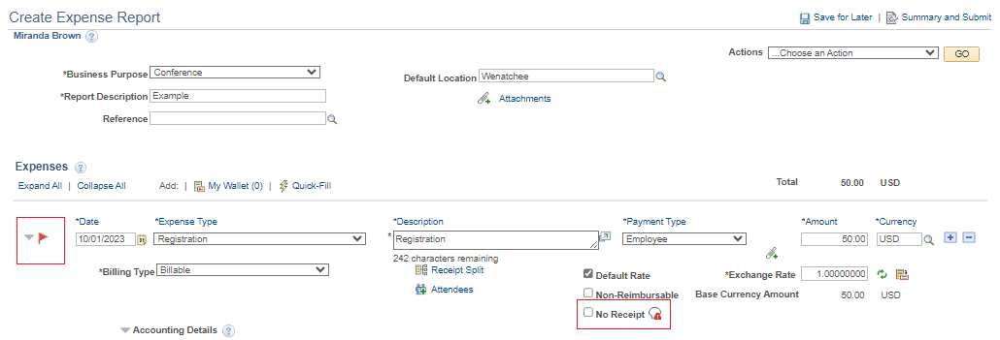 Create Expense Report
Save for Later | Summary and Submit
Miranda Brown ?
Actions ...Choose an Action GO
*Business Purpose Conference
Default Location Wenatchee
*Report Description Example
Attachments
Reference
Expenses ?
Expand All | Collapse All Add: | My Wallet (0) | Quick-Fill
Total 50.00 USD
*Date *Expense Type *Description *Payment Type *Amount *Currency
10/01/2023 Registration * Registration Employee 50.00 USD
242 characters remaining
*Billing Type Billable
Receipt Split
Default Rate
*Exchange Rate 1.00000000
Attendees
Non-Reimbursable
Base Currency Amount 50.00 USD
No Receipt
Accounting Details ?